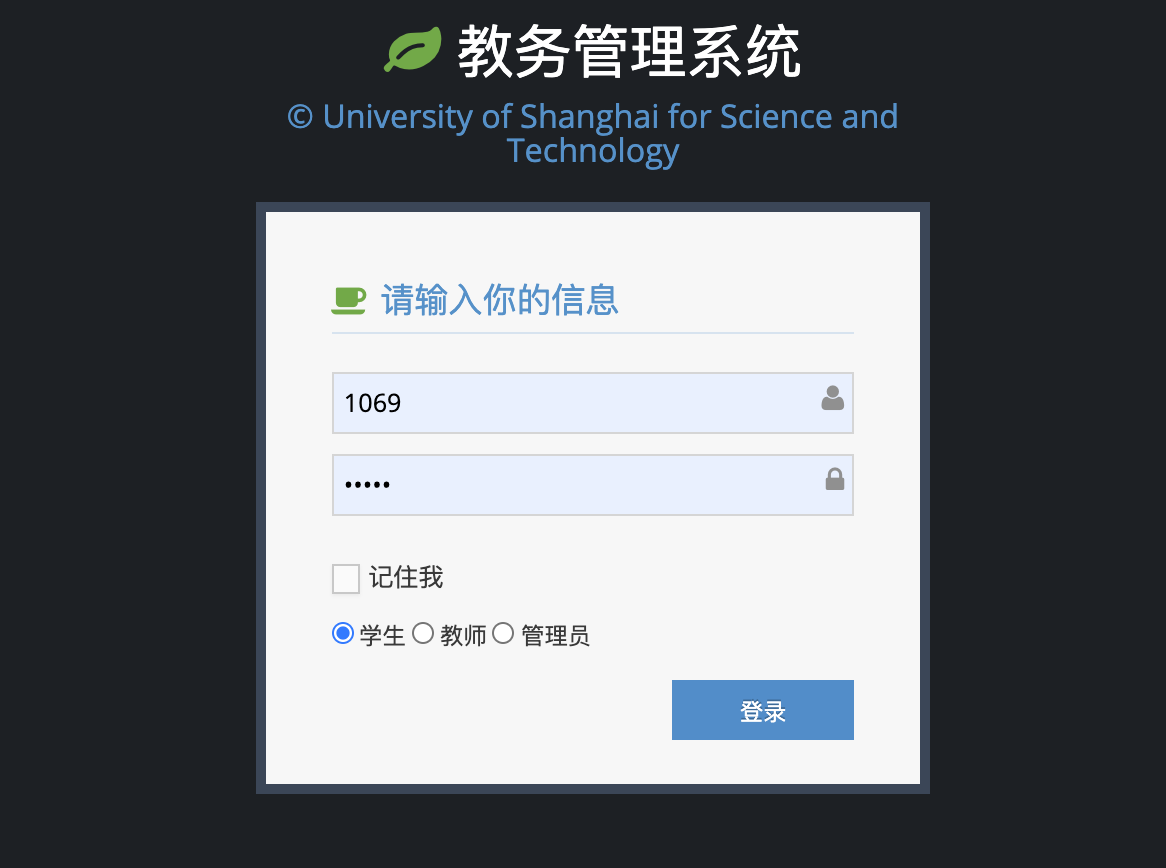 教务管理系统
© University of Shanghai for Science and
Technology
请输入你的信息
1069
•••••
记住我
学生 教师 管理员
登录